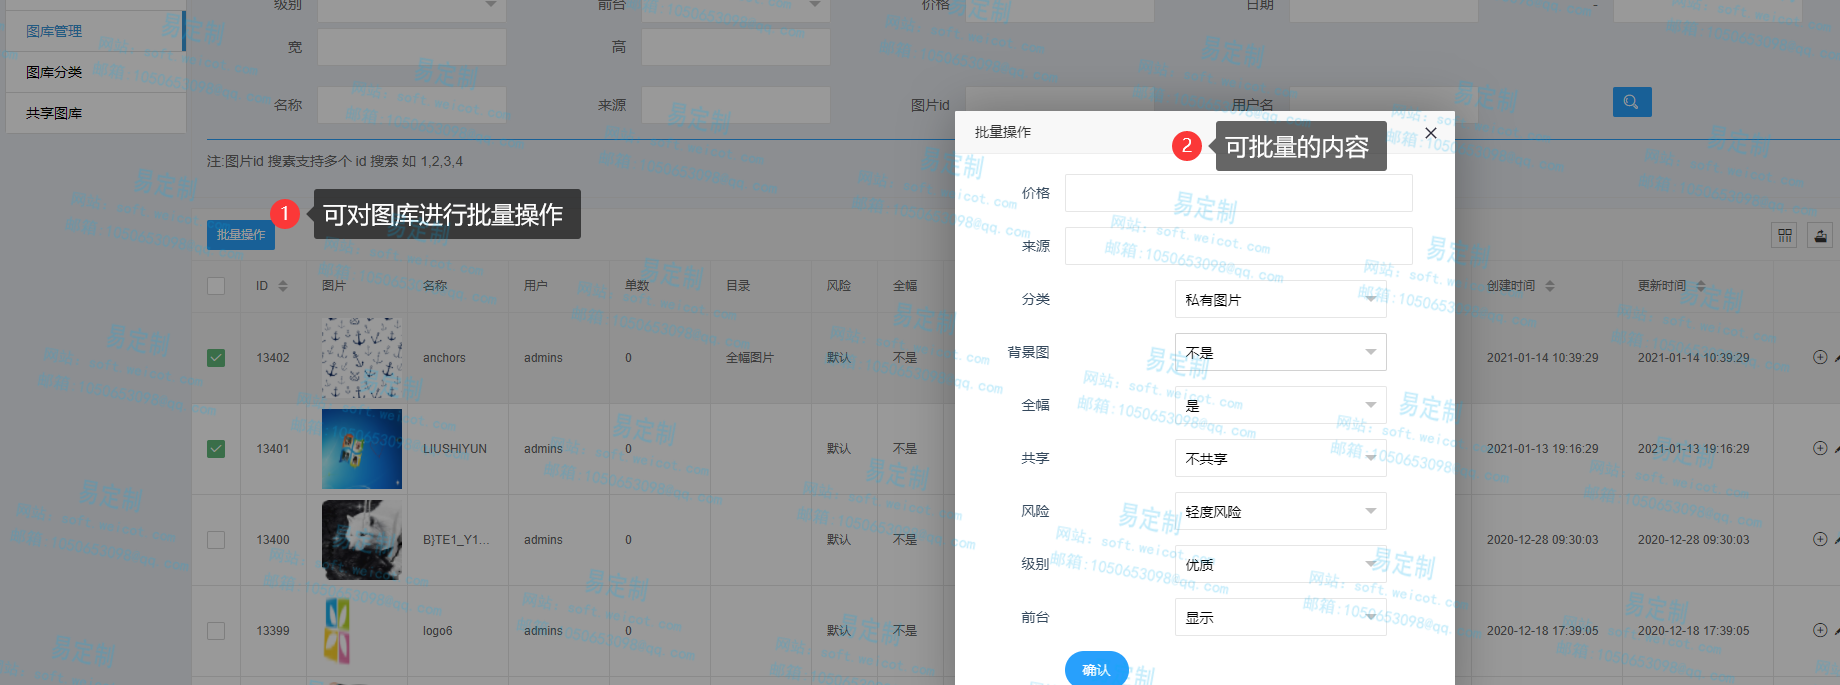 级别
前台
价格
日期
-
图库管理
图库分类
共享图库
宽
高
名称
来源
图片id
用户名
注:图片id 搜素支持多个 id 搜索 如 1,2,3,4
1
可对图库进行批量操作
批量操作
ID
图片
名称
用户
单数
目录
风险
全幅
创建时间
更新时间
13402
anchors
admins
0
全幅图片
默认
不是
2021-01-14 10:39:29
2021-01-14 10:39:29
13401
LIUSHIYUN
admins
0
默认
不是
2021-01-13 19:16:29
2021-01-13 19:16:29
13400
B}TE1_Y1...
admins
0
默认
不是
2020-12-28 09:30:03
2020-12-28 09:30:03
13399
logo6
admins
0
默认
不是
2020-12-18 17:39:05
2020-12-18 17:39:05
批量操作
2
可批量的内容
价格
来源
分类
私有图片
背景图
不是
全幅
是
共享
不共享
风险
轻度风险
级别
优质
前台
显示
确认
易定制
网站: soft.weicot.com
邮箱:1050653098@qq.com